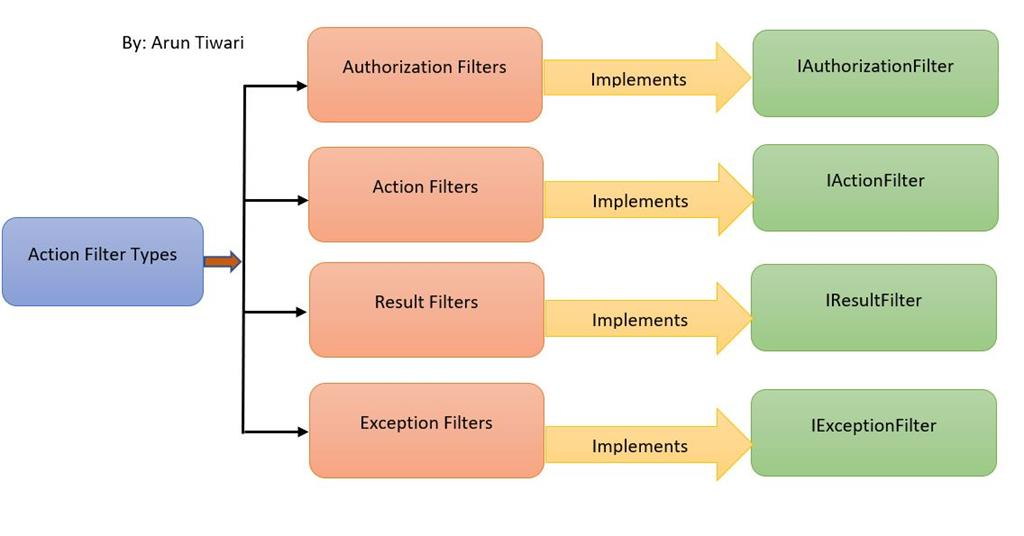 By: Arun Tiwari
Authorization Filters
Implements
IAuthorizationFilter
Action Filters
Implements
IActionFilter
Action Filter Types
Result Filters
Implements
IResultFilter
Exception Filters
Implements
IExceptionFilter